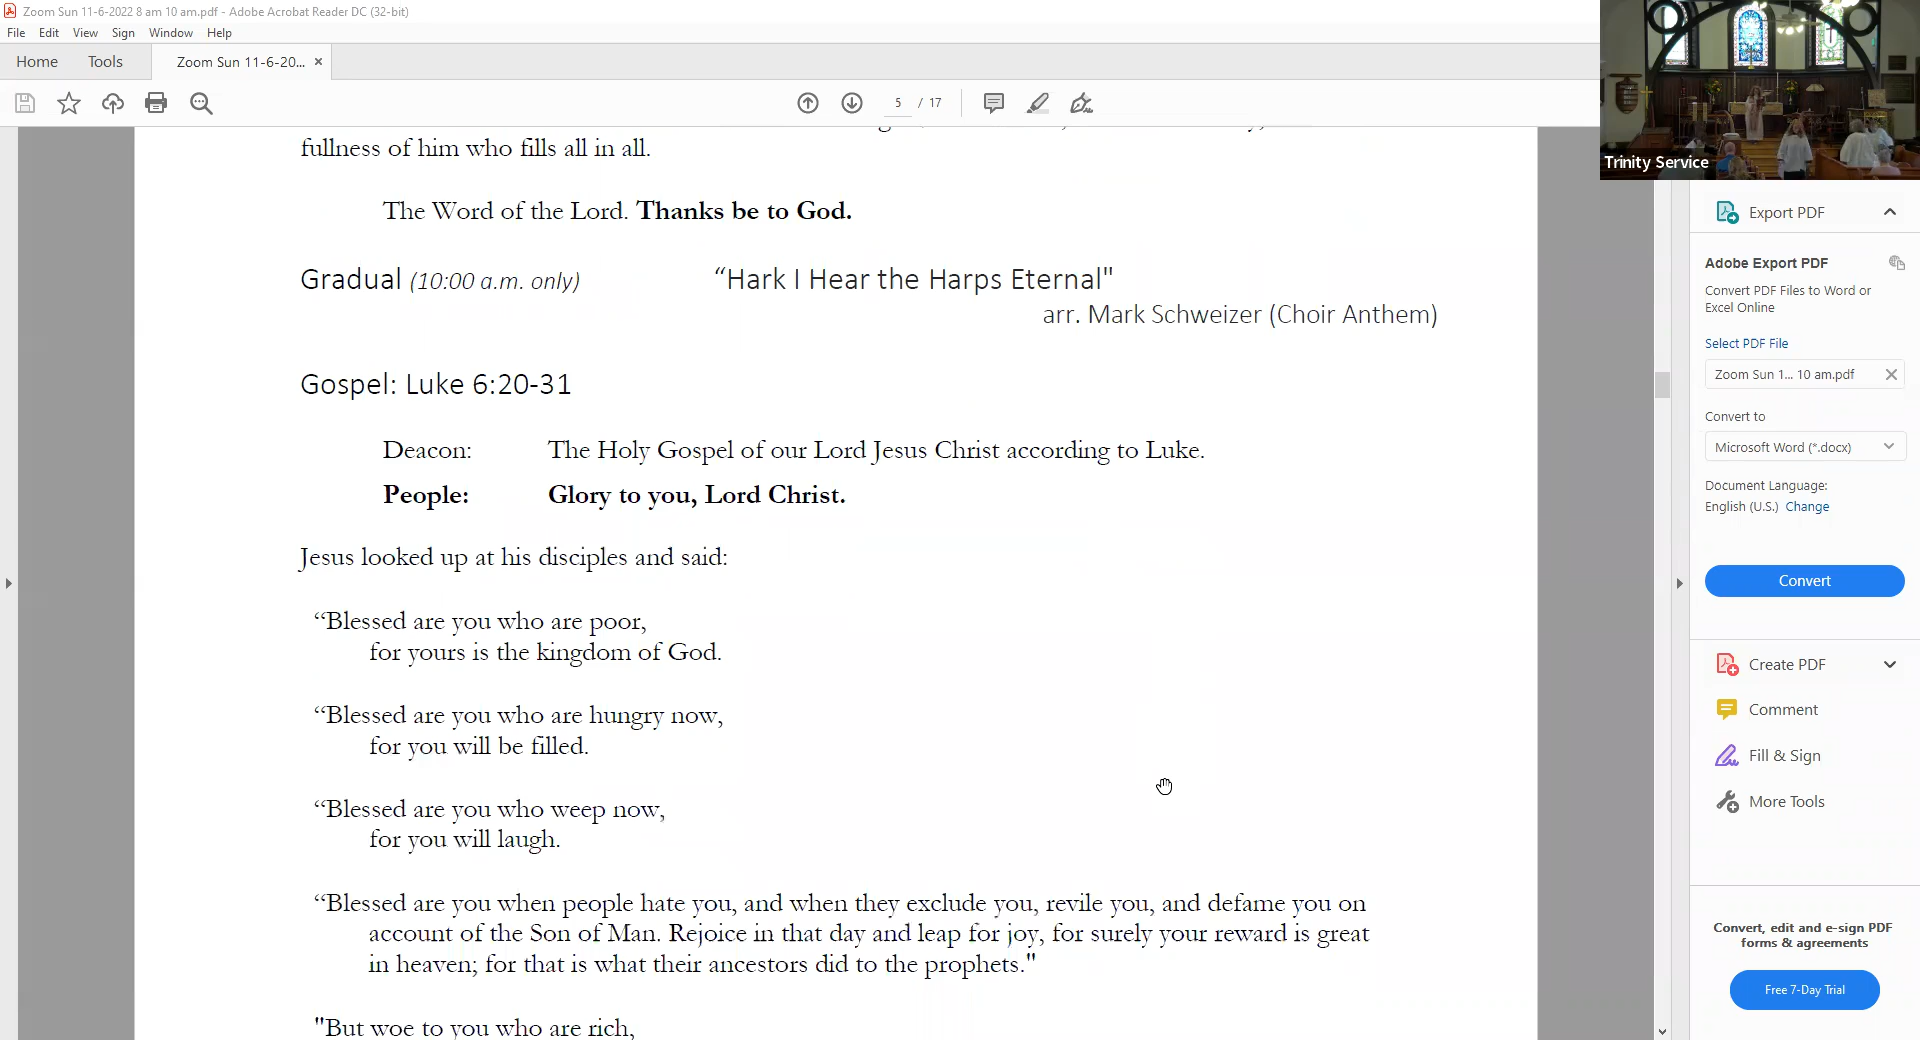 Zoom Sun 11-6-2022 8 am 10 am.pdf - Adobe Acrobat Reader DC (32-bit)
File Edit View Sign Window Help
Home Tools Zoom Sun 11-6-20... ×
5 / 17
fullness of him who fills all in all.
The Word of the Lord. Thanks be to God.
Gradual (10:00 a.m. only) “Hark I Hear the Harps Eternal"
arr. Mark Schweizer (Choir Anthem)
Gospel: Luke 6:20-31
Deacon: The Holy Gospel of our Lord Jesus Christ according to Luke.
People: Glory to you, Lord Christ.
Jesus looked up at his disciples and said:
“Blessed are you who are poor,
for yours is the kingdom of God.
“Blessed are you who are hungry now,
for you will be filled.
“Blessed are you who weep now,
for you will laugh.
“Blessed are you when people hate you, and when they exclude you, revile you, and defame you on
account of the Son of Man. Rejoice in that day and leap for joy, for surely your reward is great
in heaven; for that is what their ancestors did to the prophets."
"But woe to you who are rich,
Trinity Service
Export PDF
Adobe Export PDF
Convert PDF Files to Word or
Excel Online
Select PDF File
Zoom Sun 1... 10 am.pdf
Convert to
Microsoft Word (*.docx)
Document Language:
English (U.S.) Change
Convert
Create PDF
Comment
Fill & Sign
More Tools
Convert, edit and e-sign PDF
forms & agreements
Free 7-Day Trial